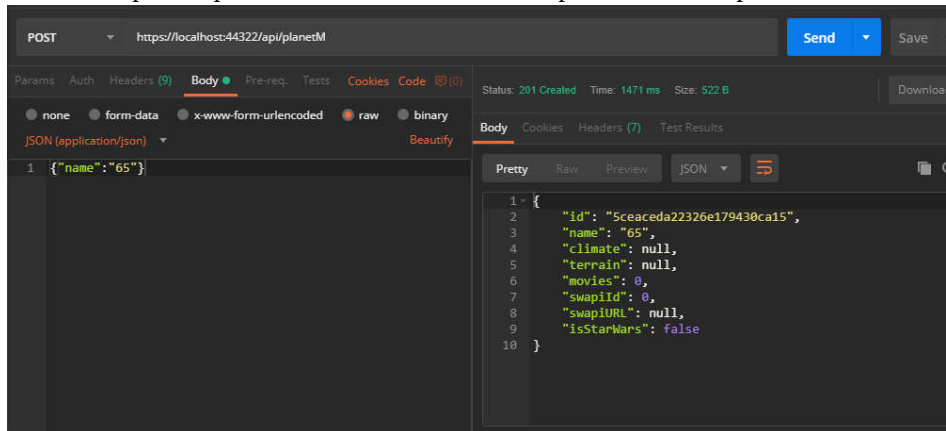 POST https://localhost:44322/api/planetM Send Save
Params Auth Headers (9) Body Pre-req. Tests Cookies Code (0)
none form-data x-www-form-urlencoded raw binary
JSON (application/json) Beautify
1 {"name":"65"}
Status: 201 Created Time: 1471 ms Size: 522 B Downloa
Body Cookies Headers (7) Test Results
Pretty Raw Preview JSON
1 {
2 "id": "5ceaceda22326e179430ca15",
3 "name": "65",
4 "climate": null,
5 "terrain": null,
6 "movies": 0,
7 "swapiId": 0,
8 "swapiURL": null,
9 "isStarWars": false
10 }